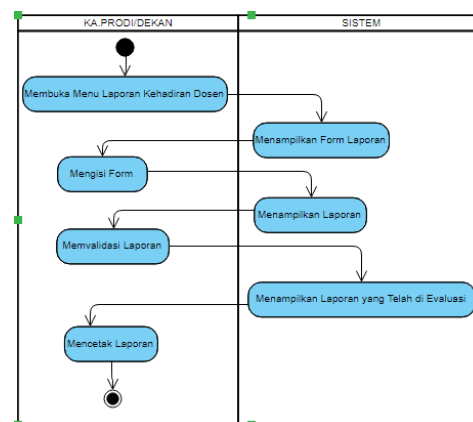 KA.PRODI/DEKAN
SISTEM
Membuka Menu Laporan Kehadiran Dosen
Menampilkan Form Laporan
Mengisi Form
Menampilkan Laporan
Memvalidasi Laporan
Menampilkan Laporan yang Telah di Evaluasi
Mencetak Laporan